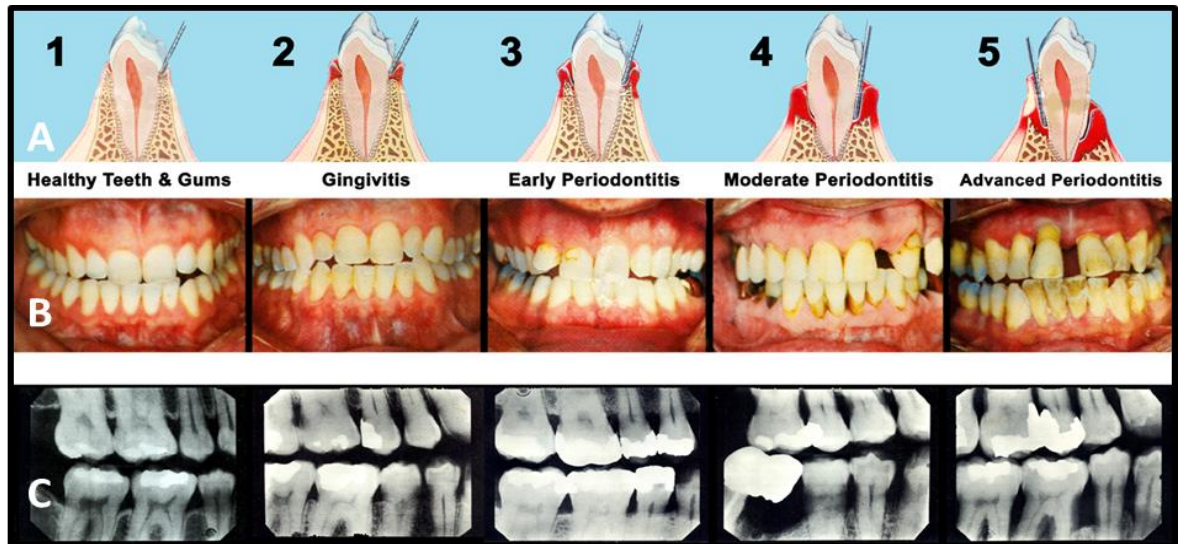 1 2 3 4 5
A
Healthy Teeth & Gums Gingivitis Early Periodontitis Moderate Periodontitis Advanced Periodontitis
B
C